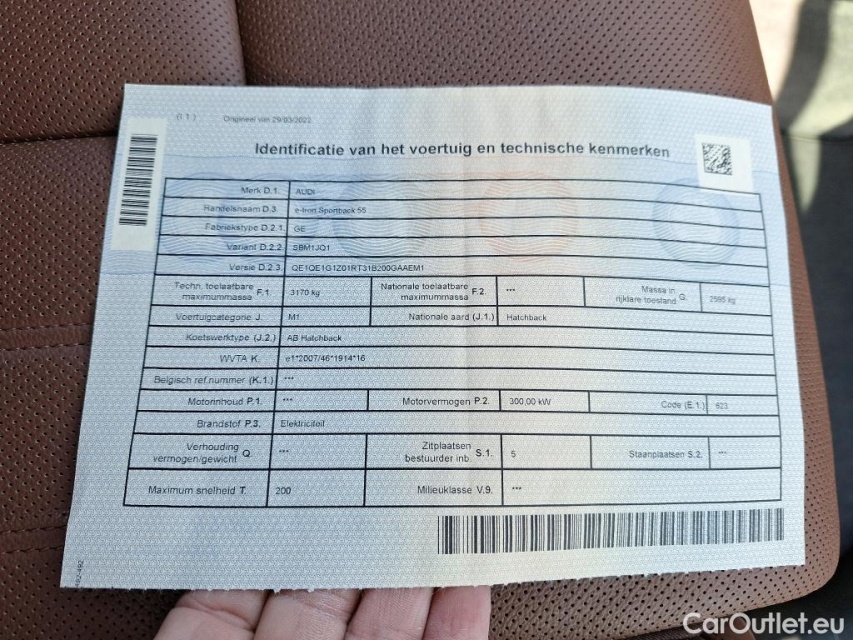 (I 1) Origineel van 29/03/2022
Identificatie van het voertuig en technische kenmerken
Merk D.1. AUDI
Handelsnaam D.3. e-tron Sportback 55
Fabriekstype D.2.1. GE
Variant D.2.2. SBM1JQ1
Versie D.2.3. QE1QE1G1Z01RT31B200GAAEM1
Techn. toelaatbare maximummassa F.1. 3170 kg Nationale toelaatbare maximummassa F.2. *** Massa in rijklare toestand G. 2595 kg
Voertuigcategorie J. M1 Nationale aard (J.1.) Hatchback
Koetswerktype (J.2.) AB Hatchback
WVTA K. e1*2007/46*1914*16
Belgisch ref.nummer (K.1.) ***
Motorinhoud P.1. *** Motorvermogen P.2. 300,00 kW Code (E.1.) 623
Brandstof P.3. Elektriciteit
Verhouding vermogen/gewicht Q. *** Zitplaatsen bestuurder inb. S.1. 5 Staanplaatsen S.2. ***
Maximum snelheid T. 200 Milieuklasse V.9. ***
CarOutlet.eu